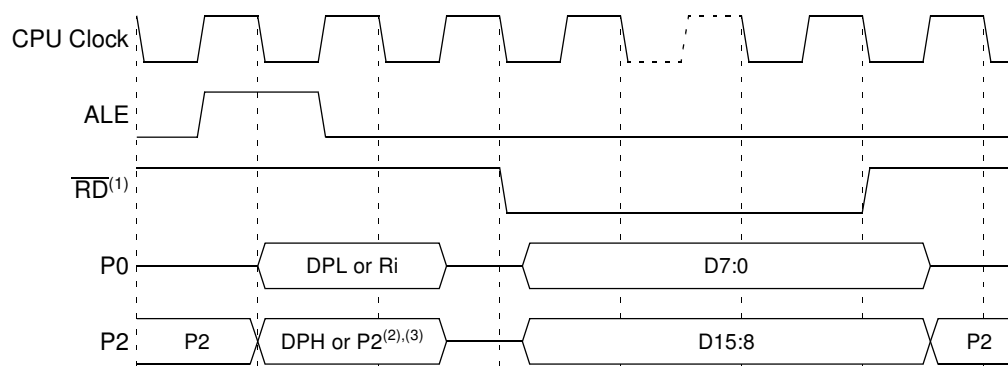 CPU Clock
ALE
RD(1)
P0 DPL or Ri D7:0
P2 P2 DPH or P2(2),(3) D15:8 P2